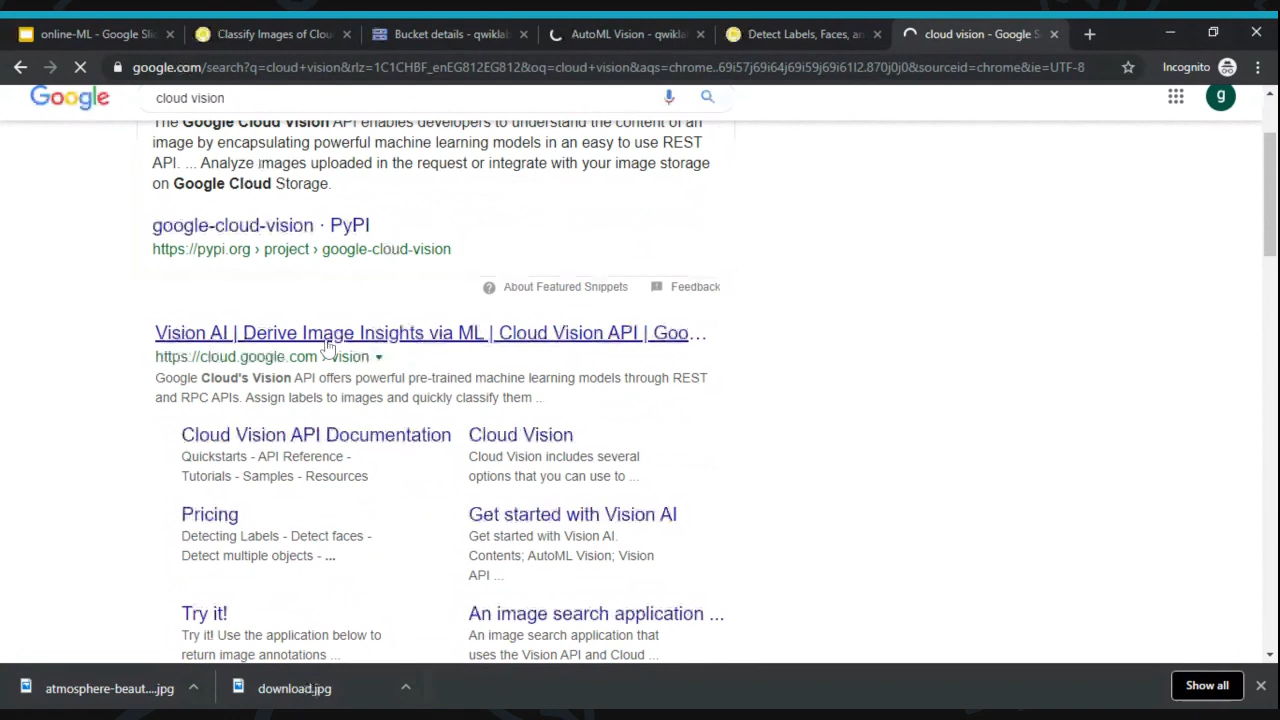 online-ML - Google Slid
Classify Images of Cloud
Bucket details - qwiklab
AutoML Vision - qwikla
Detect Labels, Faces, an
cloud vision - Google S
google.com/search?q=cloud+vision&rlz=1C1CHBF_enEG812EG812&oq=cloud+vision&aqs=chrome..69i57j69i64j69i59j69i61l2.870j0j0&sourceid=chrome&ie=UTF-8
Incognito
Google
cloud vision
g
The Google Cloud Vision API enables developers to understand the content of an
image by encapsulating powerful machine learning models in an easy to use REST
API. ... Analyze images uploaded in the request or integrate with your image storage
on Google Cloud Storage.
google-cloud-vision · PyPI
https://pypi.org › project › google-cloud-vision
About Featured Snippets
Feedback
Vision AI | Derive Image Insights via ML | Cloud Vision API | Goo...
https://cloud.google.com › vision
Google Cloud's Vision API offers powerful pre-trained machine learning models through REST
and RPC APIs. Assign labels to images and quickly classify them ...
Cloud Vision API Documentation
Quickstarts - API Reference -
Tutorials - Samples - Resources
Cloud Vision
Cloud Vision includes several
options that you can use to ...
Pricing
Detecting Labels - Detect faces -
Detect multiple objects - ...
Get started with Vision AI
Get started with Vision AI.
Contents; AutoML Vision; Vision
API ...
Try it!
Try it! Use the application below to
return image annotations ...
An image search application ...
An image search application that
uses the Vision API and Cloud ...
atmosphere-beaut....jpg
download.jpg
Show all